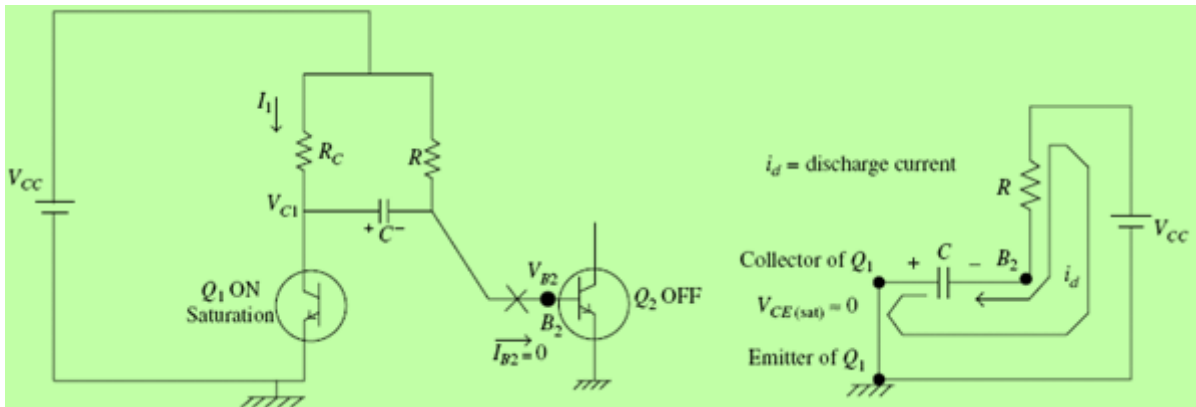 I1
RC
R
VCC
VC1
+ C −
Q1 ON
Saturation
VB2
B2
Q2 OFF
IB2 = 0
id = discharge current
R
VCC
Collector of Q1
+ C − B2
id
VCE (sat) = 0
Emitter of Q1